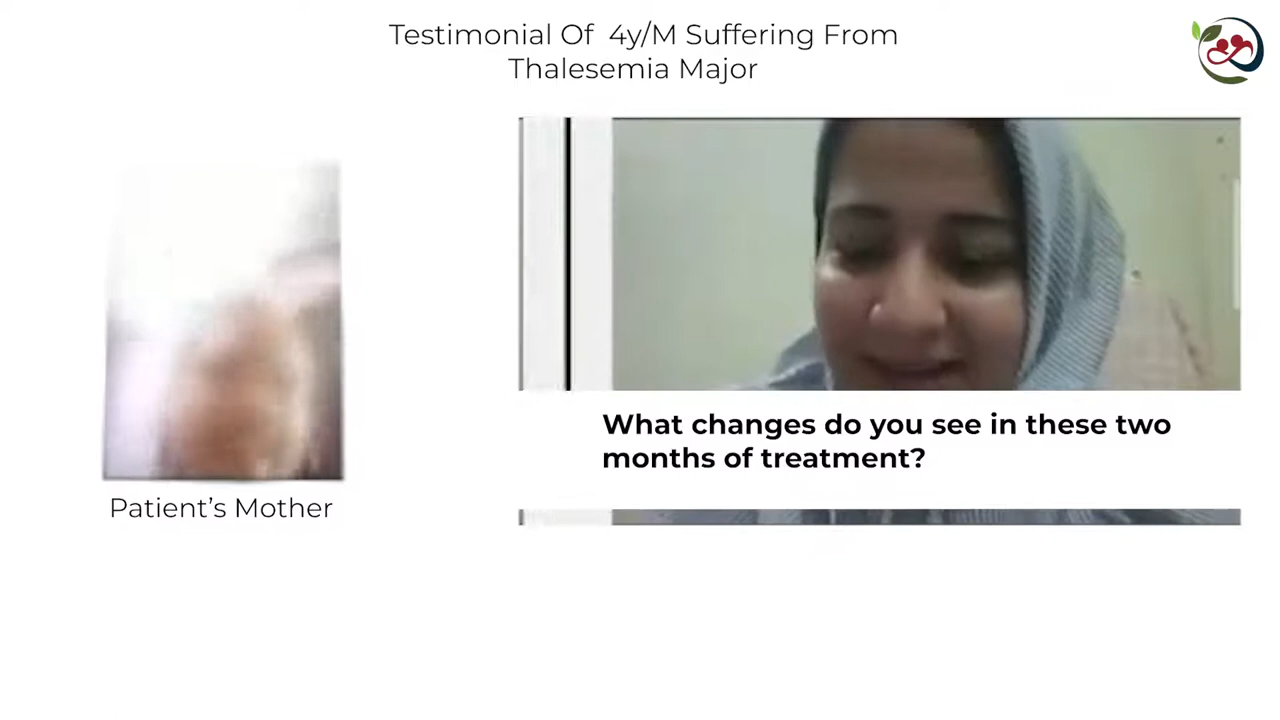 Testimonial Of 4y/M Suffering From
Thalesemia Major
What changes do you see in these two
months of treatment?
Patient’s Mother